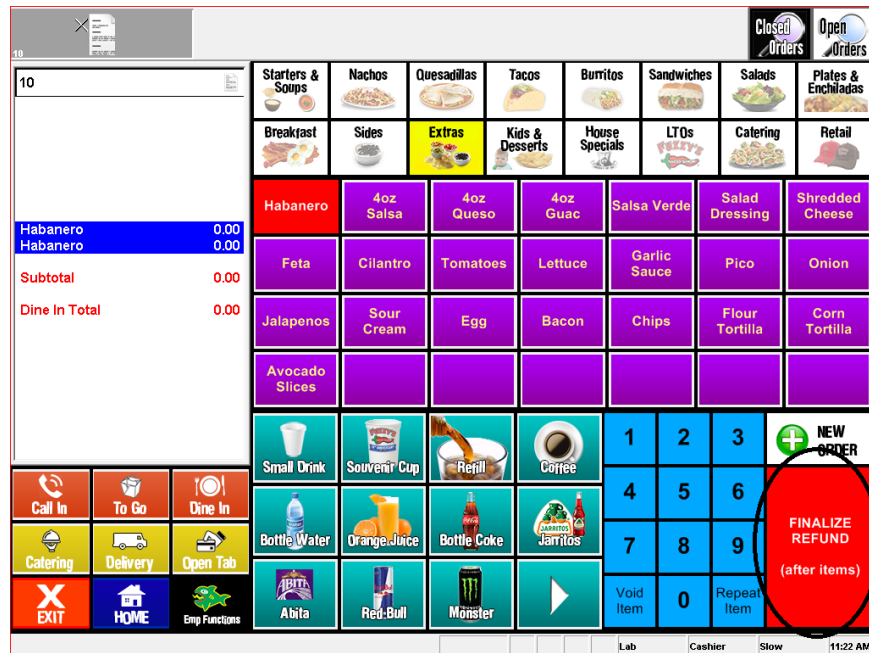 10
Closed Orders
Open Orders
10
Habanero 0.00
Habanero 0.00
Subtotal 0.00
Dine In Total 0.00
Starters & Soups
Nachos
Quesadillas
Tacos
Burritos
Sandwiches
Salads
Plates & Enchiladas
Breakfast
Sides
Extras
Kids & Desserts
House Specials
LTOs
FUZZY'S
Catering
Retail
Habanero
4oz Salsa
4oz Queso
4oz Guac
Salsa Verde
Salad Dressing
Shredded Cheese
Feta
Cilantro
Tomatoes
Lettuce
Garlic Sauce
Pico
Onion
Jalapenos
Sour Cream
Egg
Bacon
Chips
Flour Tortilla
Corn Tortilla
Avocado Slices
Small Drink
FUZZY'S
Souvenir Cup
Refill
Coffee
1
2
3
NEW ORDER
Bottle Water
Orange Juice
Bottle Coke
JARRITOS
Jarritos
4
5
6
FINALIZE REFUND
(after items)
7
8
9
ABITA
Abita
Red-Bull
Monster
Void Item
0
Repeat Item
Call In
To Go
Dine In
Catering
Delivery
Open Tab
X
EXIT
HOME
Emp Functions
Lab
Cashier
Slow
11:22 AM